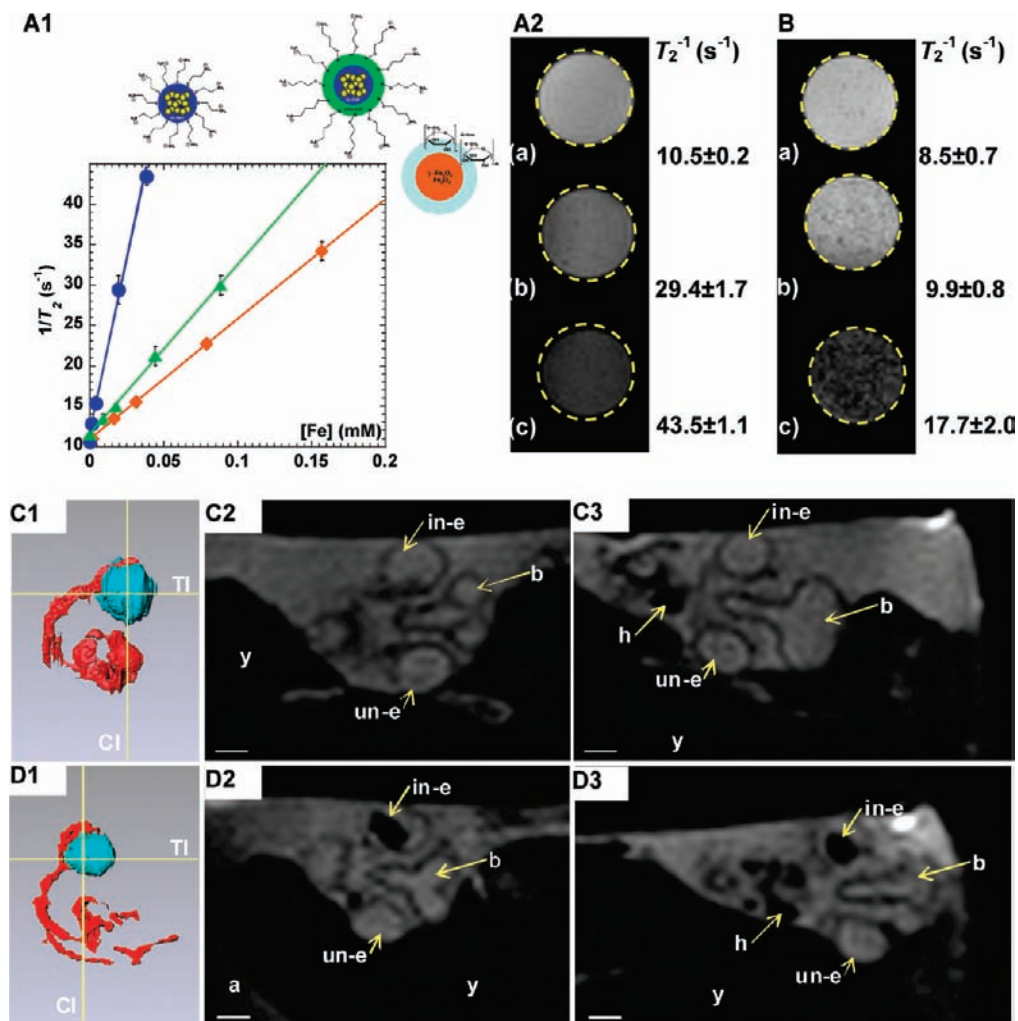 A1
A2
T₂⁻¹ (s⁻¹)
B
T₂⁻¹ (s⁻¹)
γ-Fe₂O₃
Fe₃O₄
1/T₂ (s⁻¹)
40
35
30
25
20
15
10
0
0.05
0.1
0.15
0.2
[Fe] (mM)
(a)
10.5±0.2
a)
8.5±0.7
(b)
29.4±1.7
b)
9.9±0.8
(c)
43.5±1.1
c)
17.7±2.0
C1
TI
CI
C2
in-e
b
y
un-e
C3
in-e
b
h
un-e
y
D1
TI
CI
D2
in-e
b
un-e
a
y
D3
in-e
b
h
un-e
y